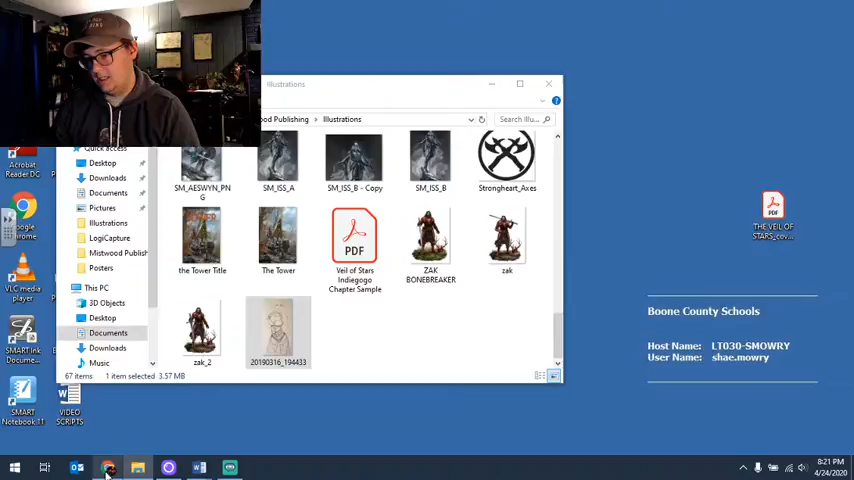 Illustrations
wood Publishing > Illustrations
Search Illu...
Quick access
Desktop
Downloads
Documents
Pictures
Illustrations
LogiCapture
Mistwood Publish
Posters
This PC
3D Objects
Desktop
Documents
Downloads
Music
SM_AESWYN_PN
G
SM_ISS_A
SM_ISS_B - Copy
SM_ISS_B
Strongheart_Axes
the Tower Title
The Tower
PDF
Veil of Stars
Indiegogo
Chapter Sample
ZAK
BONEBREAKER
zak
zak_2
20190316_194433
67 items
1 item selected 3.57 MB
Acrobat
Reader DC
Google
Chrome
VLC media
player
SMART Ink
Docume...
SMART
Notebook 11
VIDEO
SCRIPTS
PDF
THE VEIL OF
STARS_cov...
Boone County Schools
Host Name: LT030-SMOWRY
User Name: shae.mowry
8:21 PM
4/24/2020